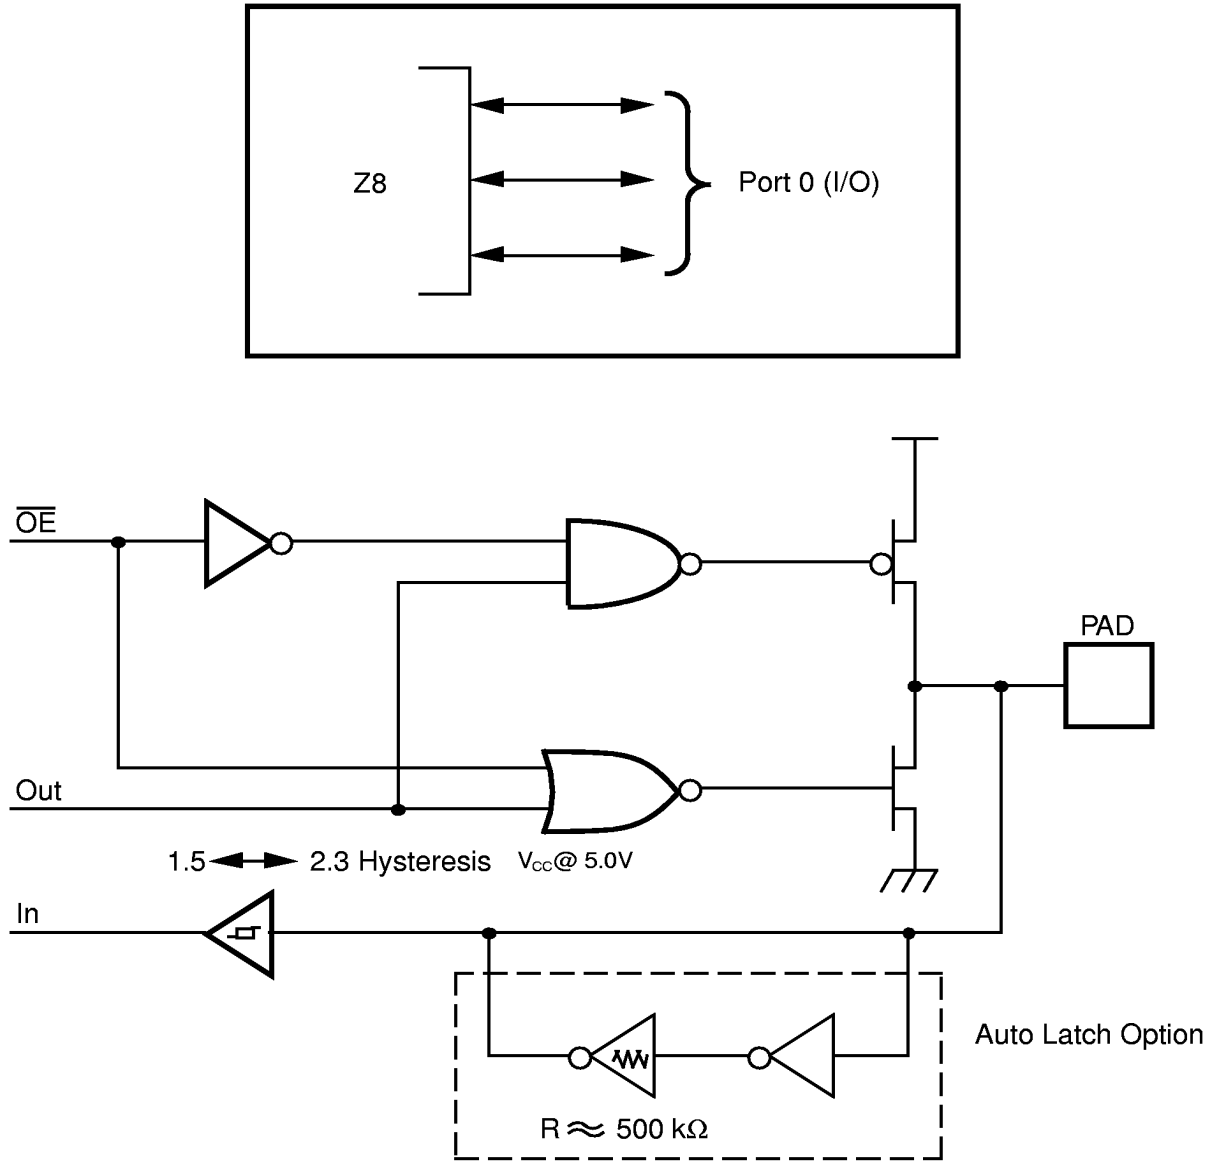 Z8
Port 0 (I/O)
O̅E̅
PAD
Out
1.5 2.3 Hysteresis VCC@ 5.0V
In
Auto Latch Option
R ≈ 500 kΩ